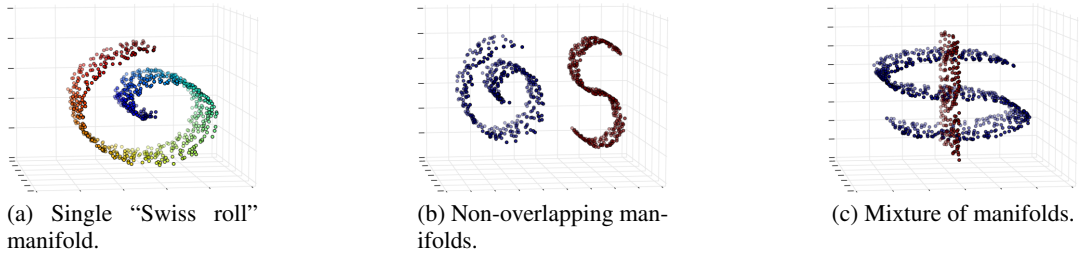 (a) Single “Swiss roll”
manifold.
(b) Non-overlapping man-
ifolds.
(c) Mixture of manifolds.